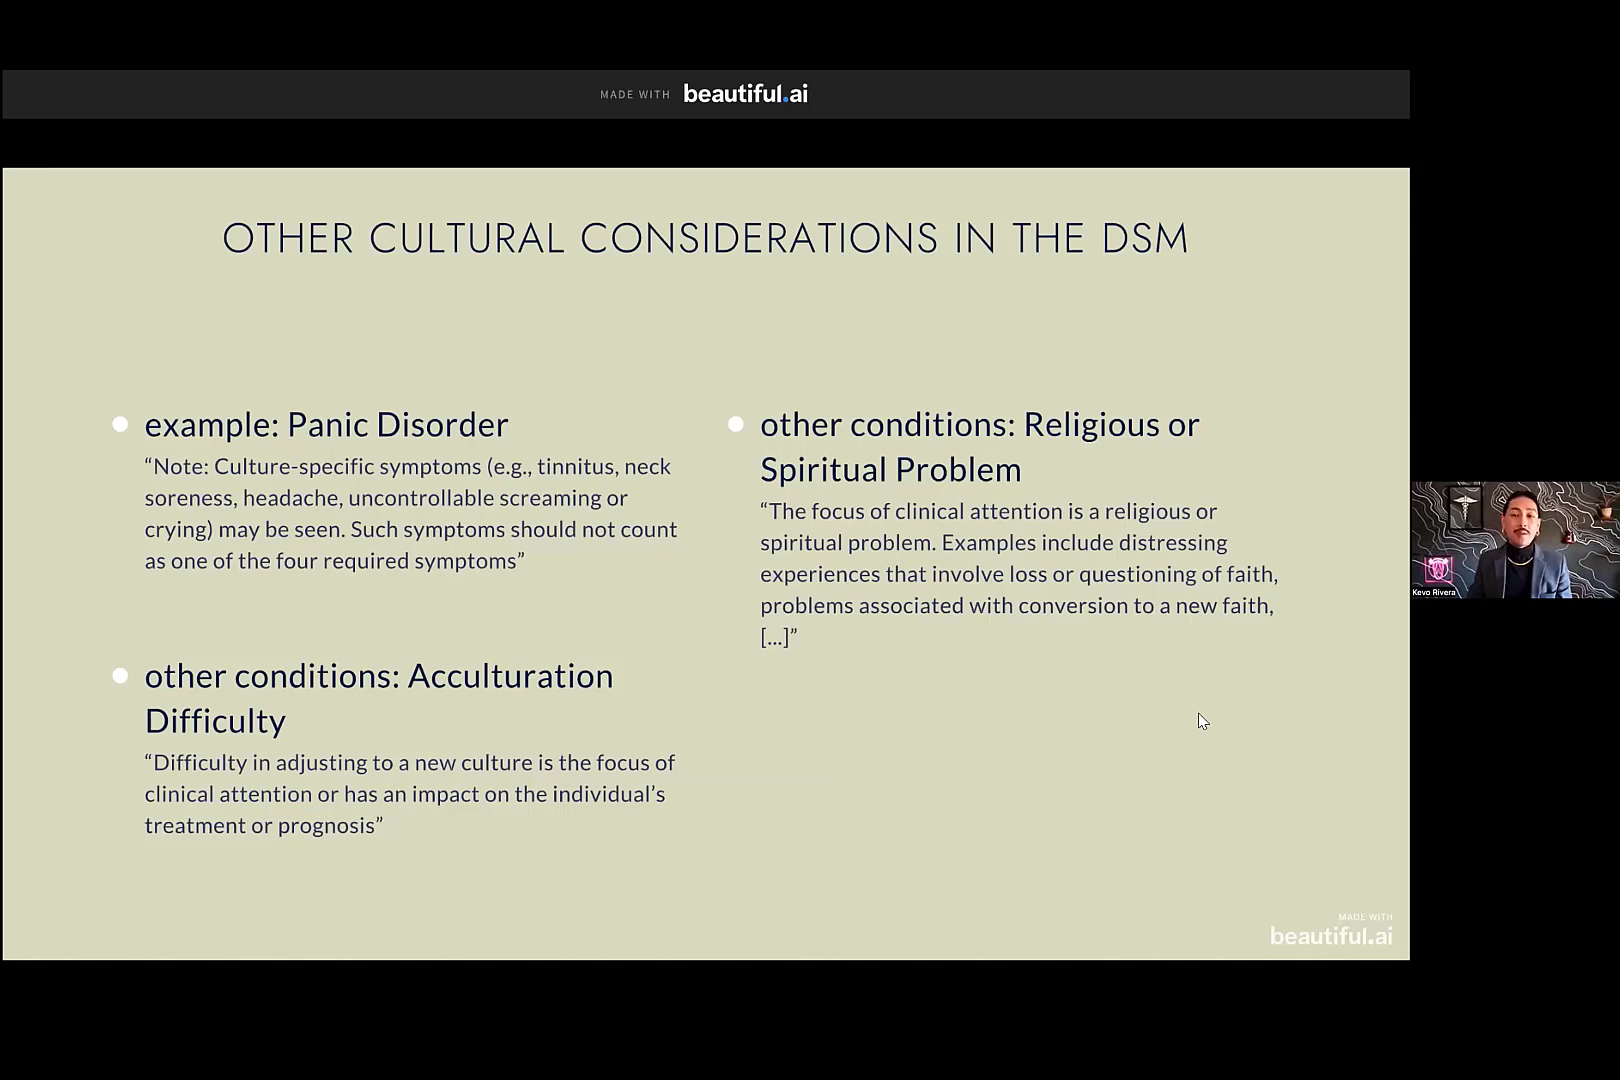 MADE WITH beautiful.ai
OTHER CULTURAL CONSIDERATIONS IN THE DSM
example: Panic Disorder
“Note: Culture-specific symptoms (e.g., tinnitus, neck
soreness, headache, uncontrollable screaming or
crying) may be seen. Such symptoms should not count
as one of the four required symptoms”
other conditions: Acculturation
Difficulty
“Difficulty in adjusting to a new culture is the focus of
clinical attention or has an impact on the individual’s
treatment or prognosis”
other conditions: Religious or
Spiritual Problem
“The focus of clinical attention is a religious or
spiritual problem. Examples include distressing
experiences that involve loss or questioning of faith,
problems associated with conversion to a new faith,
[...]”
MADE WITH
beautiful.ai
Kevo Rivera